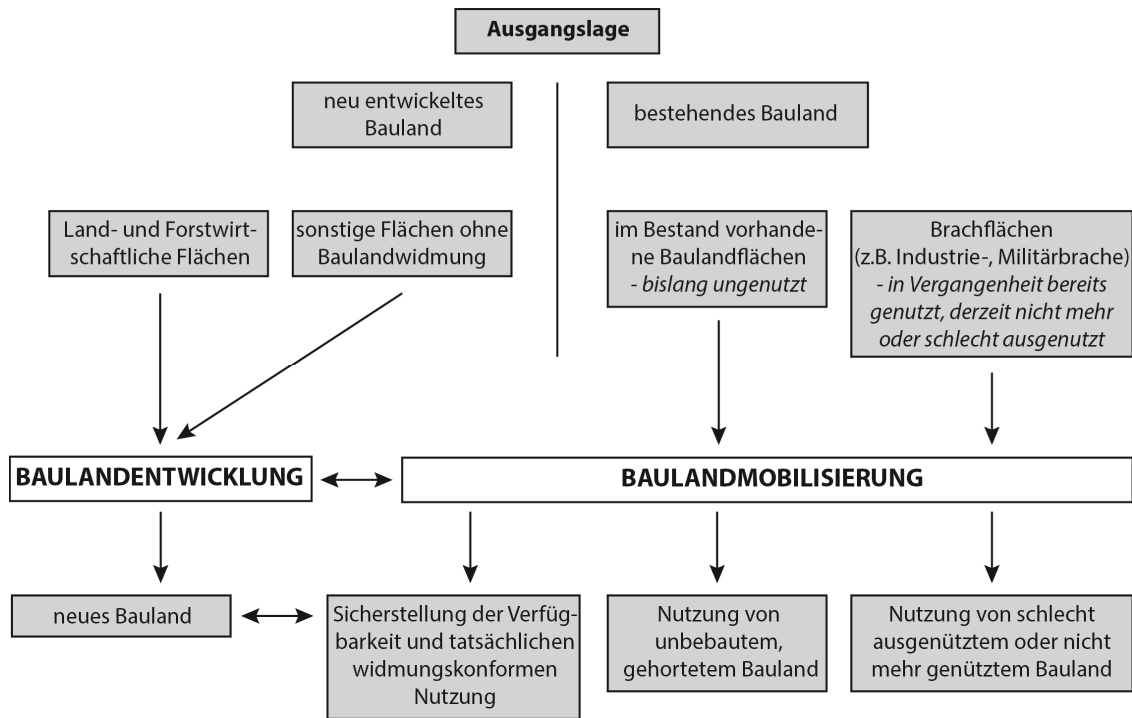 Ausgangslage
neu entwickeltes
Bauland
bestehendes Bauland
Land- und Forstwirt-
schaftliche Flächen
sonstige Flächen ohne
Baulandwidmung
im Bestand vorhande-
ne Baulandflächen
- bislang ungenutzt
Brachflächen
(z.B. Industrie-, Militärbrache)
- in Vergangenheit bereits
genutzt, derzeit nicht mehr
oder schlecht ausgenutzt
BAULANDENTWICKLUNG
BAULANDMOBILISIERUNG
neues Bauland
Sicherstellung der Verfüg-
barkeit und tatsächlichen
widmungskonformen
Nutzung
Nutzung von
unbebautem,
gehortetem Bauland
Nutzung von schlecht
ausgenütztem oder nicht
mehr genütztem Bauland